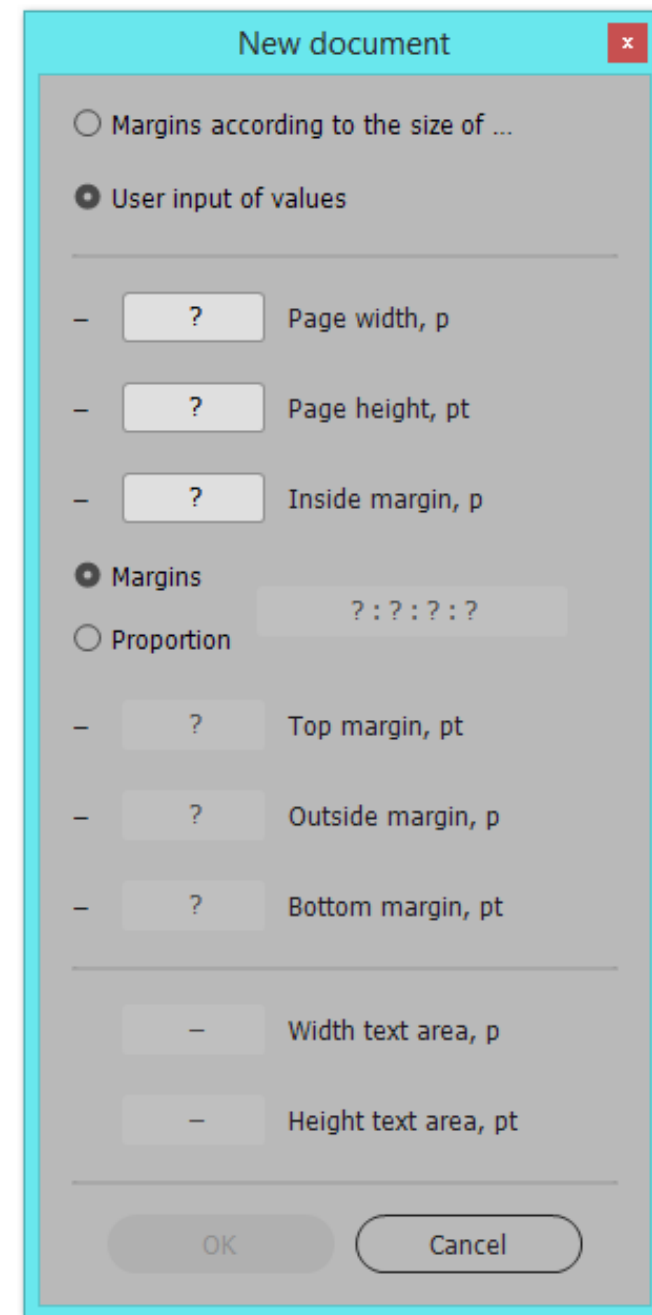 New document
x
Margins according to the size of ...
User input of values
– ? Page width, p
– ? Page height, pt
– ? Inside margin, p
Margins
? : ? : ? : ?
Proportion
– ? Top margin, pt
– ? Outside margin, p
– ? Bottom margin, pt
– Width text area, p
– Height text area, pt
OK Cancel